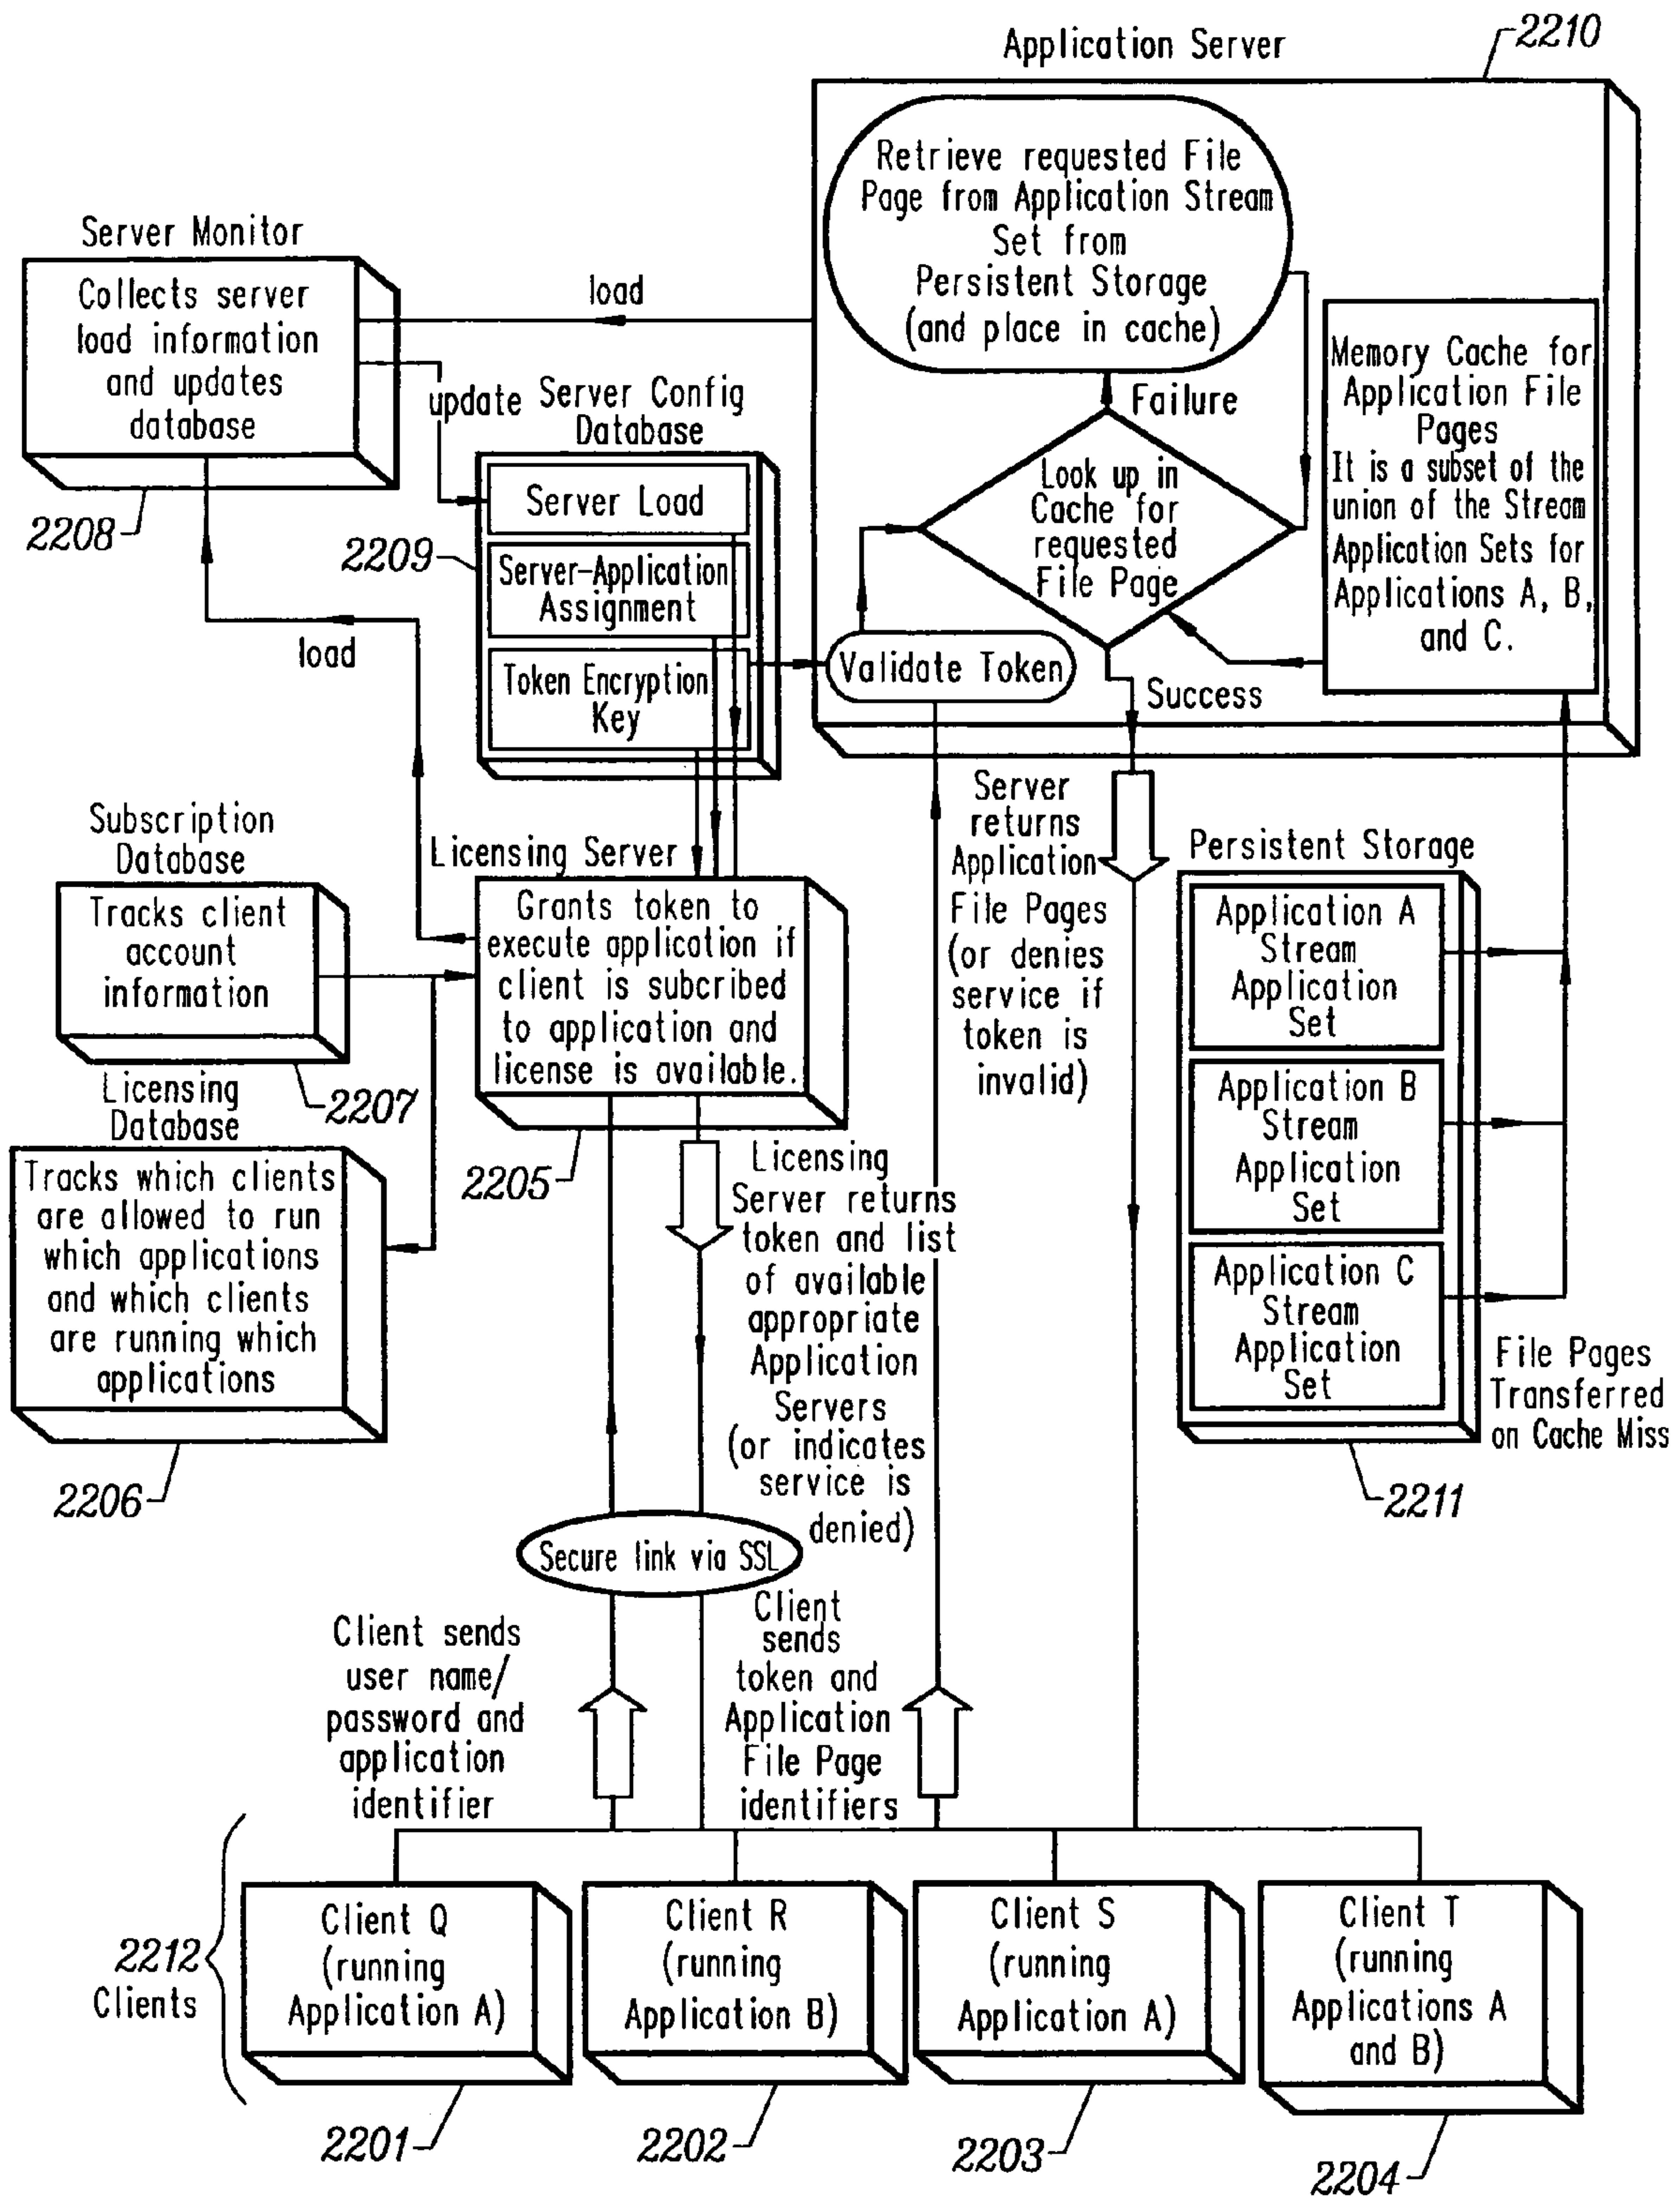 Application Server
2210
Retrieve requested File
Page from Application Stream
Set from
Persistent Storage
(and place in cache)
Server Monitor
Collects server
load information
and updates
database
2208
load
update
load
Server Config
Database
2209
Server Load
Server-Application
Assignment
Token Encryption
Key
Failure
Look up in
Cache for
requested
File Page
Validate Token
Success
Memory Cache for
Application File
Pages
It is a subset of the
union of the Stream
Application Sets for
Applications A, B,
and C.
Subscription
Database
Tracks client
account
information
2207
Licensing
Database
Tracks which clients
are allowed to run
which applications
and which clients
are running which
applications
2206
Licensing Server
Grants token to
execute application if
client is subcribed
to application and
license is available.
2205
Server
returns
Application
File Pages
(or denies
service if
token is
invalid)
Persistent Storage
Application A
Stream
Application
Set
Application B
Stream
Application
Set
Application C
Stream
Application
Set
2211
File Pages
Transferred
on Cache Miss
Licensing
Server returns
token and list
of available
appropriate
Application
Servers
(or indicates
service is
denied)
Secure link via SSL
Client sends
user name/
password and
application
identifier
Client
sends
token and
Application
File Page
identifiers
2212
Clients
Client Q
(running
Application A)
2201
Client R
(running
Application B)
2202
Client S
(running
Application A)
2203
Client T
(running
Applications A
and B)
2204